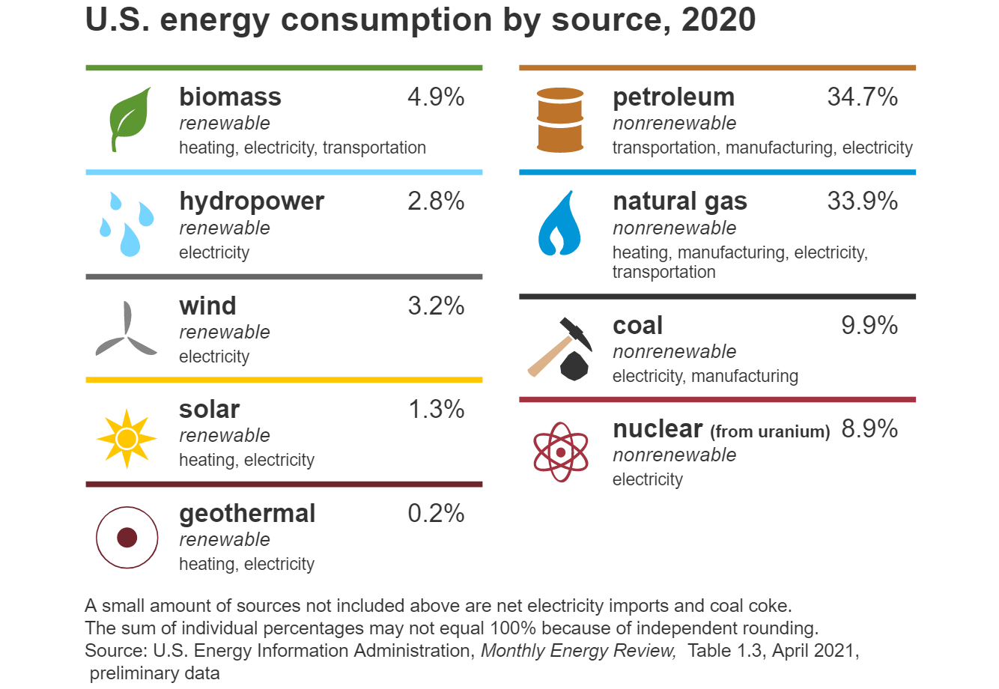 U.S. energy consumption by source, 2020
biomass 4.9%
renewable
heating, electricity, transportation
hydropower 2.8%
renewable
electricity
wind 3.2%
renewable
electricity
solar 1.3%
renewable
heating, electricity
geothermal 0.2%
renewable
heating, electricity
petroleum 34.7%
nonrenewable
transportation, manufacturing, electricity
natural gas 33.9%
nonrenewable
heating, manufacturing, electricity,
transportation
coal 9.9%
nonrenewable
electricity, manufacturing
nuclear (from uranium) 8.9%
nonrenewable
electricity
A small amount of sources not included above are net electricity imports and coal coke.
The sum of individual percentages may not equal 100% because of independent rounding.
Source: U.S. Energy Information Administration, Monthly Energy Review, Table 1.3, April 2021,
preliminary data